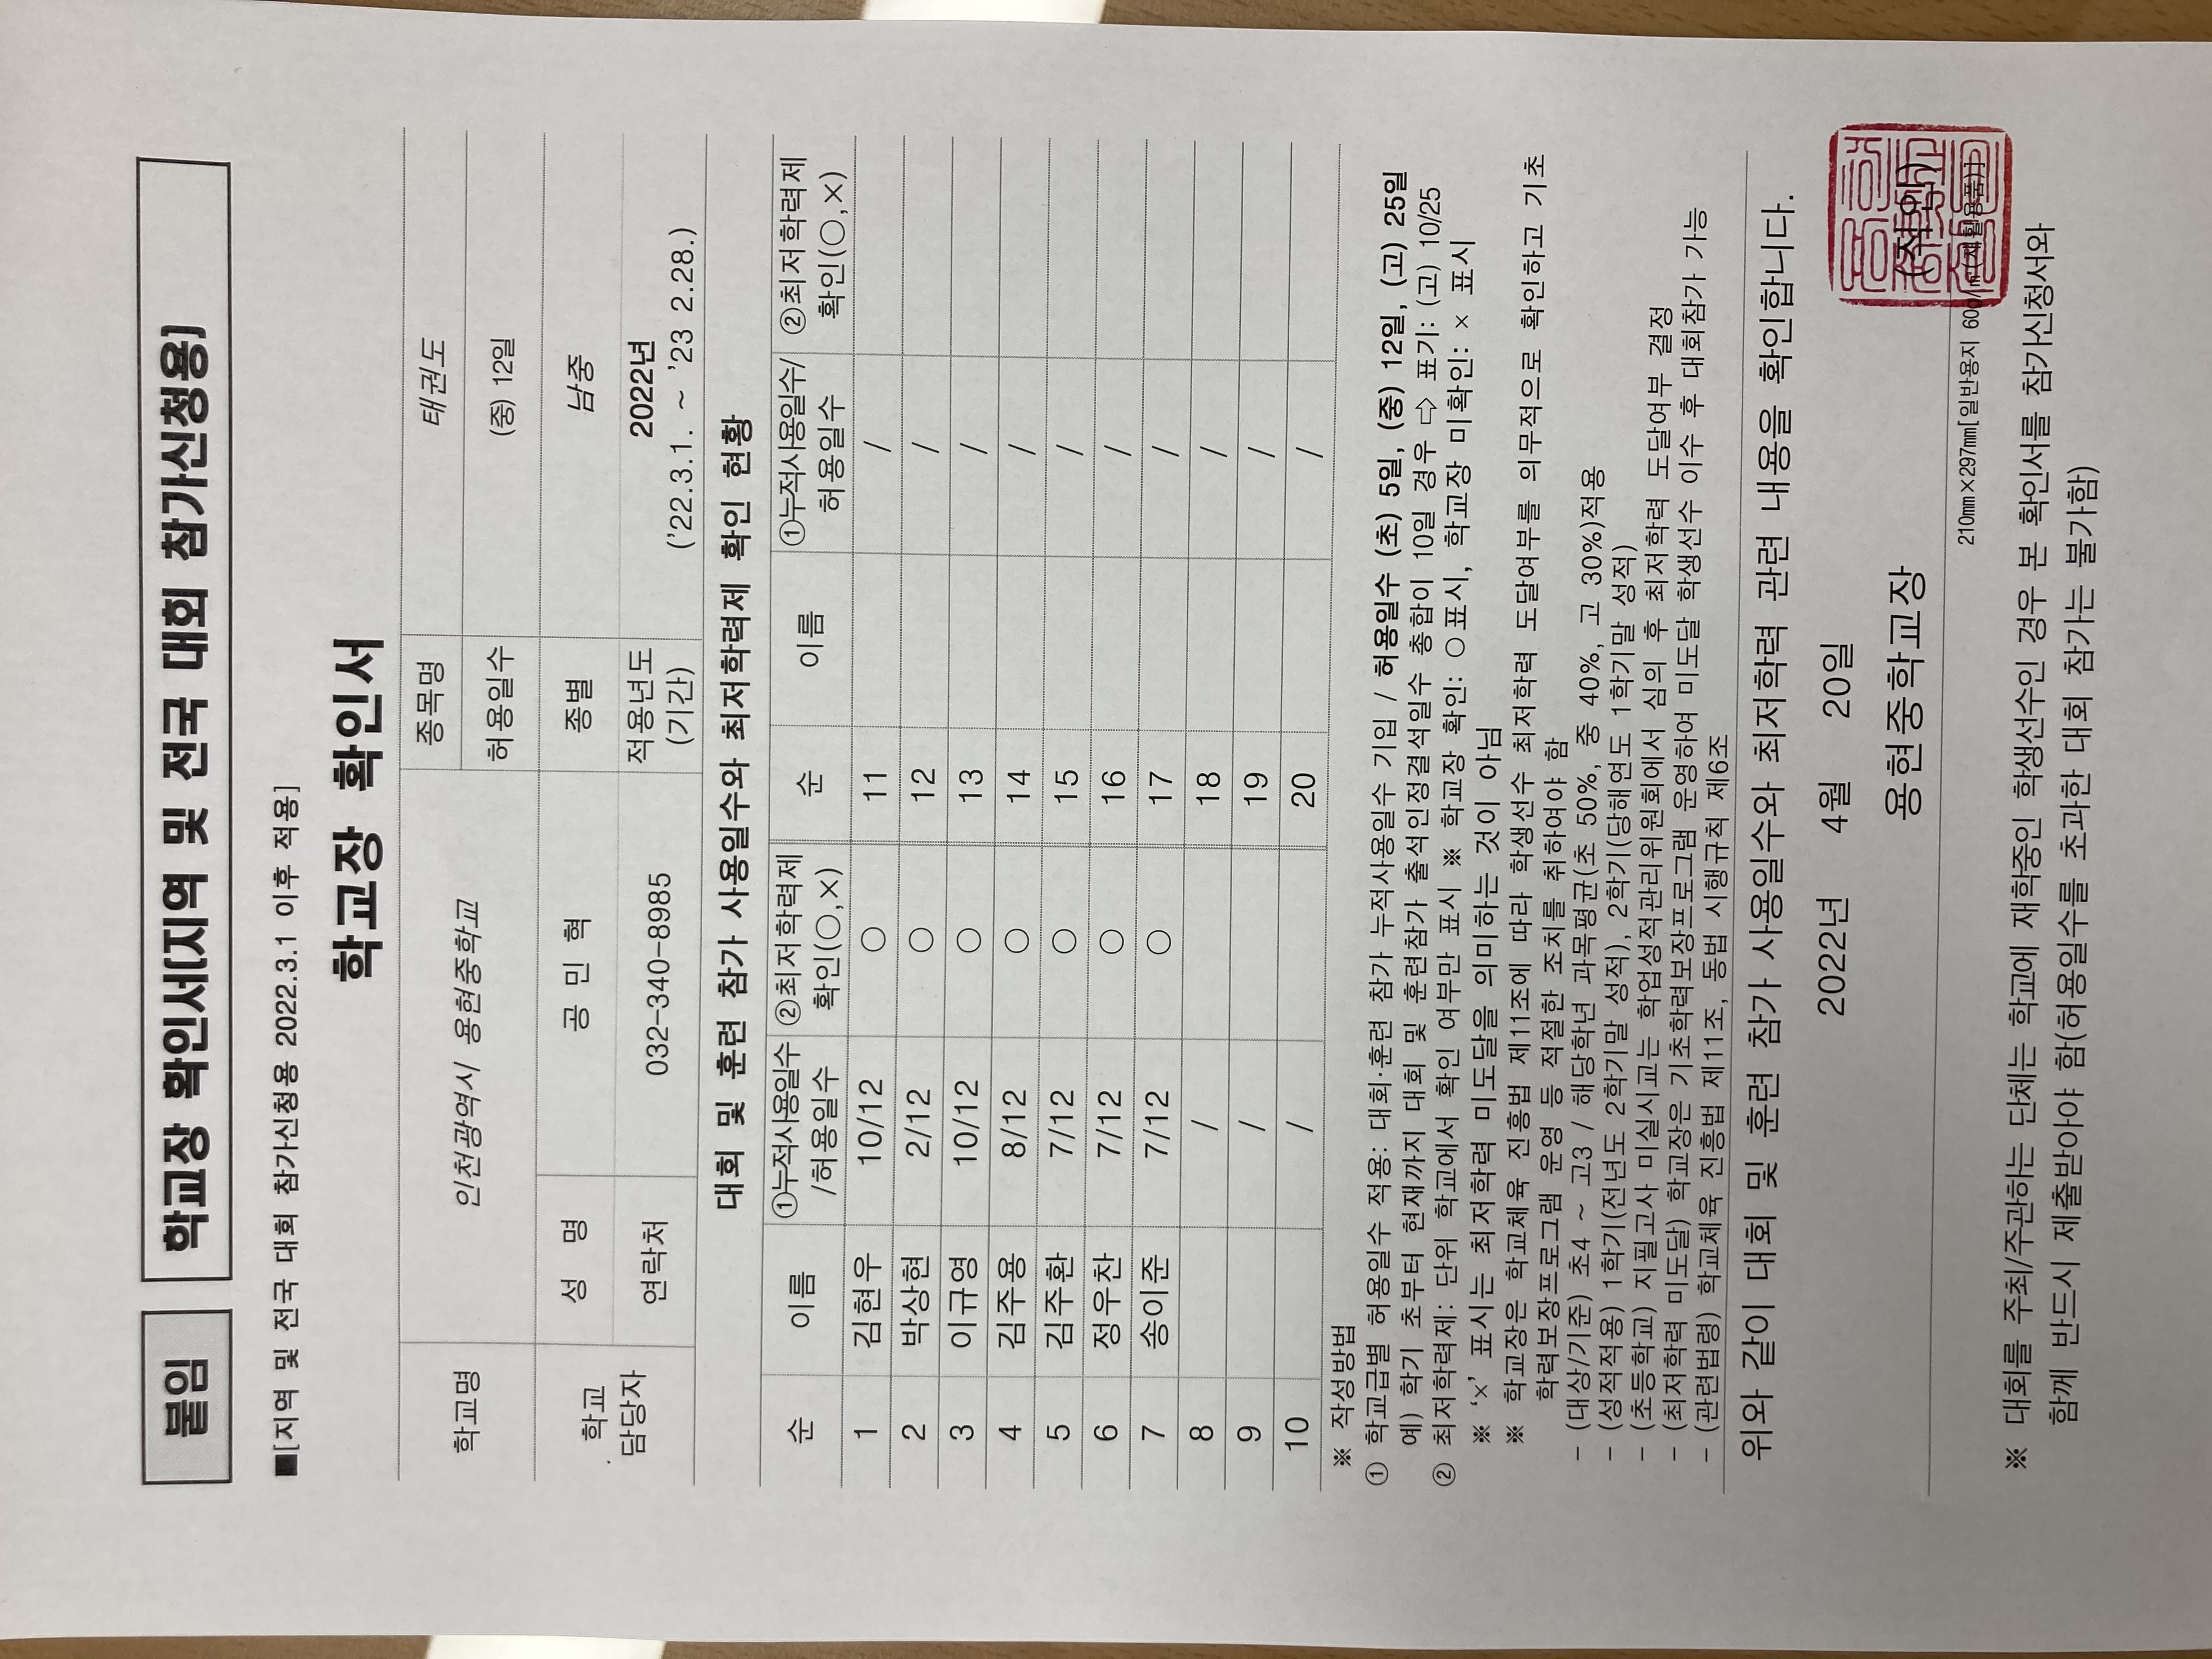 붙임
학교장 확인서(지역 및 전국 대회 참가신청용)
■[지역 및 전국 대회 참가신청용 2022.3.1 이후 적용]
학교장 확인서
학교명 인천광역시 용현중학교 종목명 태권도
허용일수 (중) 12일
학교 담당자 성 명 공 민 혁 종별 남중
연락처 032-340-8985 적용년도 (기간) 2022년 ('22.3.1. ~ '23 2.28.)
대회 및 훈련 참가 사용일수와 최저학력제 확인 현황
순 이름 ①누적사용일수 /허용일수 ②최저학력제 확인(○,×) 순 이름 ①누적사용일수/ 허용일수 ②최저학력제 확인(○,×)
1 김현우 10/12 ○ 11 /
2 박상현 2/12 ○ 12 /
3 이규영 10/12 ○ 13 /
4 김주용 8/12 ○ 14 /
5 김주환 7/12 ○ 15 /
6 정우찬 7/12 ○ 16 /
7 송이준 7/12 ○ 17 /
8 / 18 /
9 / 19 /
10 / 20 /
※ 작성방법
① 학교급별 허용일수 적용: 대회·훈련 참가 누적사용일수 기입 / 허용일수 (초) 5일, (중) 12일, (고) 25일
예) 학기 초부터 현재까지 대회 및 훈련참가 출석인정결석일수 총합이 10일 경우 ⇨ 표기: (고) 10/25
② 최저학력제: 단위 학교에서 확인 여부만 표시 ※ 학교장 확인: ○표시, 학교장 미확인: × 표시
※ '×' 표시는 최저학력 미도달을 의미하는 것이 아님
※ 학교장은 학교체육 진흥법 제11조에 따라 학생선수 최저학력 도달여부를 의무적으로 확인하고 기초
학력보장프로그램 운영 등 적절한 조치를 취하여야 함
- (대상/기준) 초4 ~ 고3 / 해당학년 과목평균(초 50%, 중 40%, 고 30%)적용
- (성적적용) 1학기(전년도 2학기말 성적), 2학기(당해연도 1학기말 성적)
- (초등학교) 지필고사 미실시교는 학업성적관리위원회에서 심의 후 최저학력 도달여부 결정
- (최저학력 미도달) 학교장은 기초학력보장프로그램 운영하여 미도달 학생선수 이수 후 대회참가 가능
- (관련법령) 학교체육 진흥법 제11조, 동법 시행규칙 제6조
위와 같이 대회 및 훈련 참가 사용일수와 최저학력 관련 내용을 확인합니다.
2022년 4월 20일
용현중학교장 (직인)
210㎜×297㎜[일반용지 60g/㎡(재활용품)]
※ 대회를 주최/주관하는 단체는 학교에 재학중인 학생선수인 경우 본 확인서를 참가신청서와
함께 반드시 제출받아야 함(허용일수를 초과한 대회 참가는 불가함)